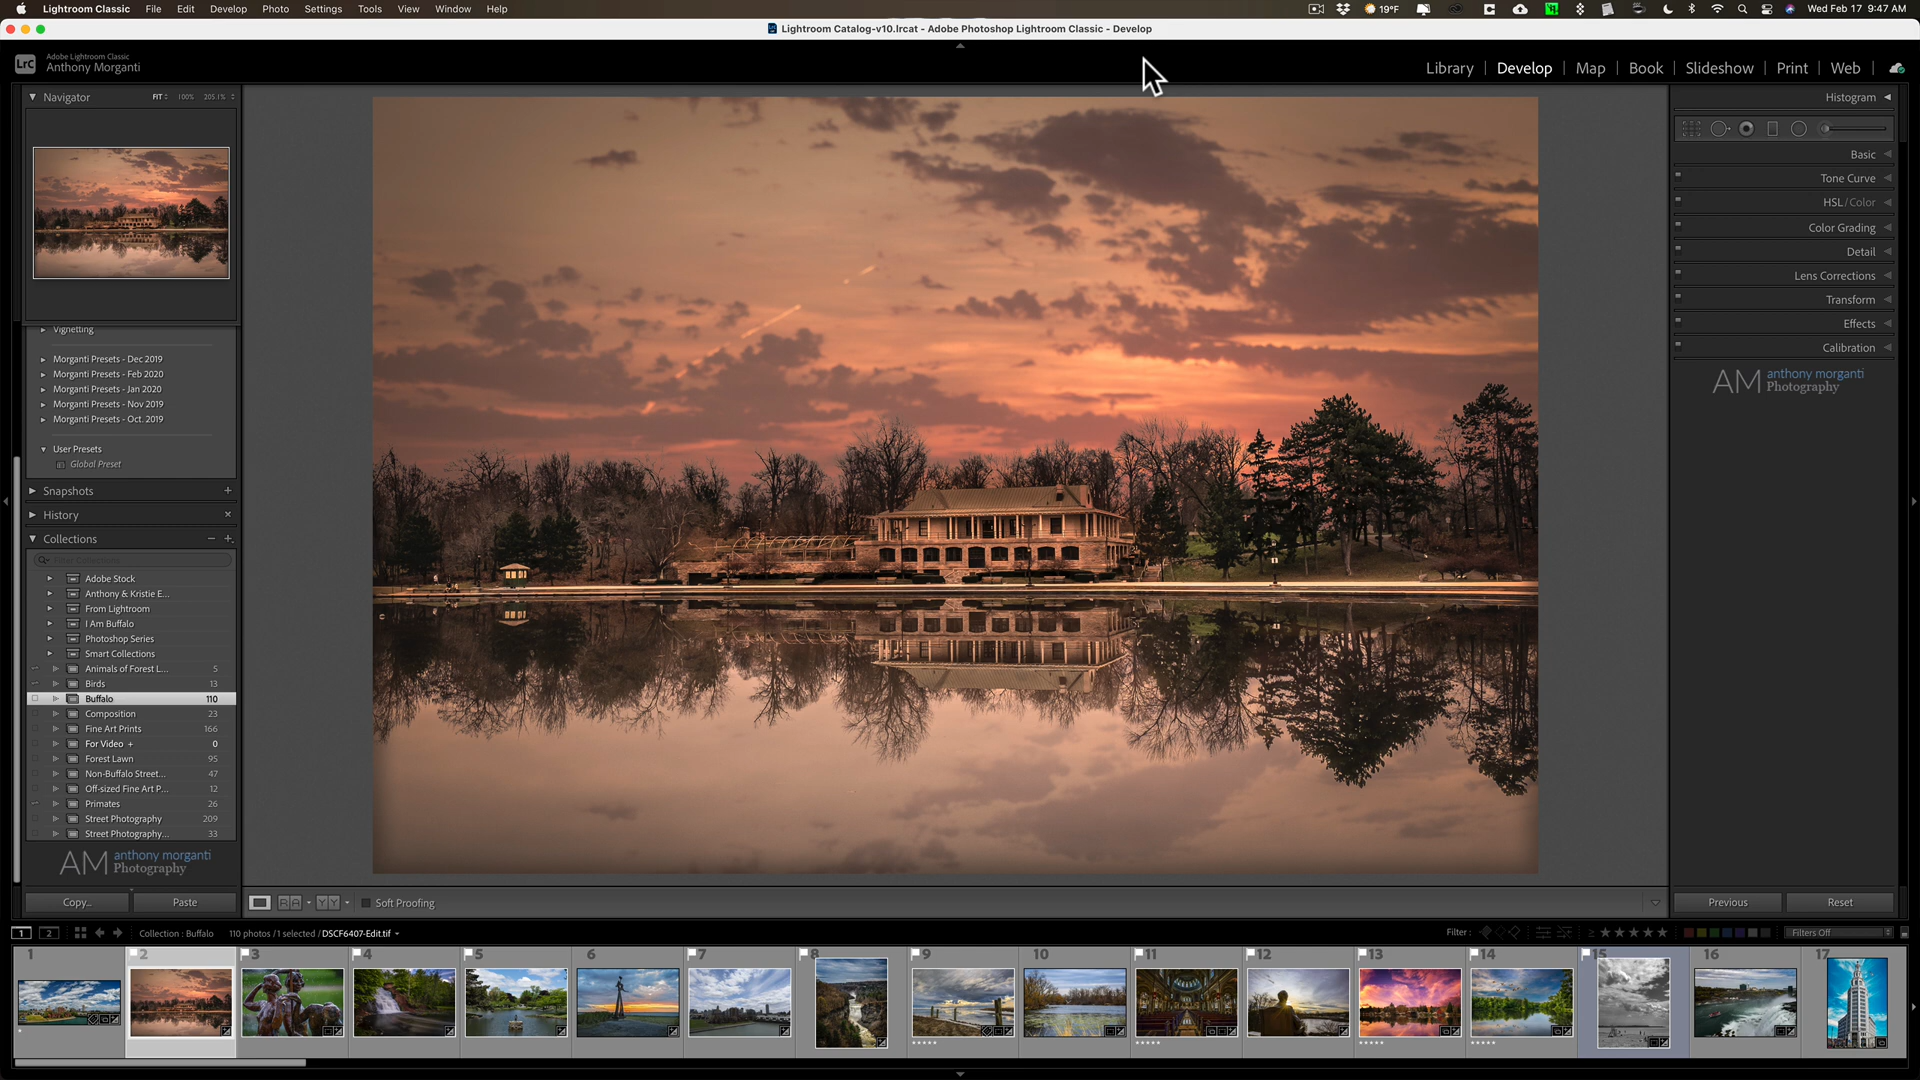 Lightroom Classic File Edit Develop Photo Settings Tools View Window Help 19°F Wed Feb 17 9:47 AM
Lightroom Catalog-v10.lrcat - Adobe Photoshop Lightroom Classic - Develop
LrC Adobe Lightroom Classic
Anthony Morganti
Library | Develop | Map | Book | Slideshow | Print | Web
Navigator FIT 100% 205.1%
Vignetting
Morganti Presets - Dec 2019
Morganti Presets - Feb 2020
Morganti Presets - Jan 2020
Morganti Presets - Nov 2019
Morganti Presets - Oct. 2019
User Presets
Global Preset
Snapshots
History
Collections
Adobe Stock
Anthony & Kristie E...
From Lightroom
I Am Buffalo
Photoshop Series
Smart Collections
Animals of Forest L... 5
Birds 13
Buffalo 110
Composition 23
Fine Art Prints 166
For Video + 0
Forest Lawn 95
Non-Buffalo Street... 47
Off-sized Fine Art P... 12
Primates 26
Street Photography 209
Street Photography... 33
AM anthony morganti
Photography
Copy... Paste
Soft Proofing
Histogram
Basic
Tone Curve
HSL / Color
Color Grading
Detail
Lens Corrections
Transform
Effects
Calibration
AM anthony morganti
Photography
Previous Reset
1 2 Collection : Buffalo 110 photos / 1 selected / DSCF6407-Edit.tif Filter : Filters Off
1 2 3 4 5 6 7 8 9 10 11 12 13 14 15 16 17